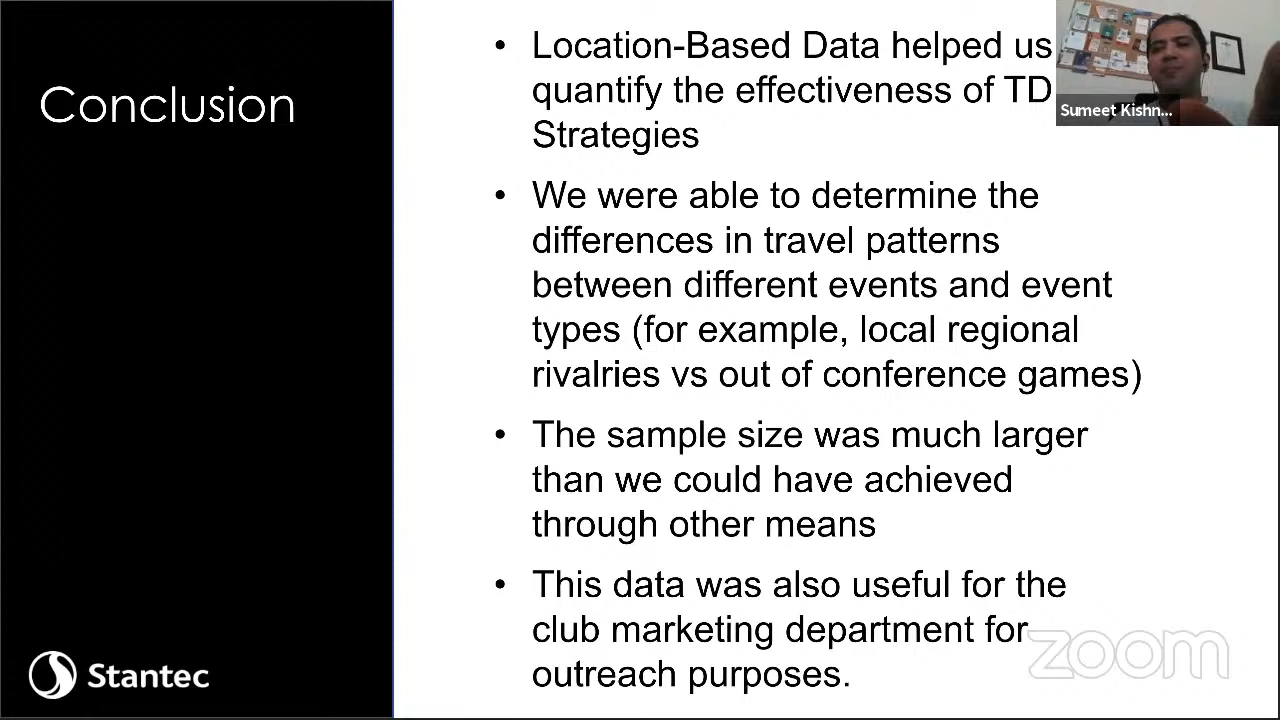 Conclusion
• Location-Based Data helped us
quantify the effectiveness of TD
Strategies
• We were able to determine the
differences in travel patterns
between different events and event
types (for example, local regional
rivalries vs out of conference games)
• The sample size was much larger
than we could have achieved
through other means
• This data was also useful for the
club marketing department for
outreach purposes.
Sumeet Kishn...
Stantec
zoom